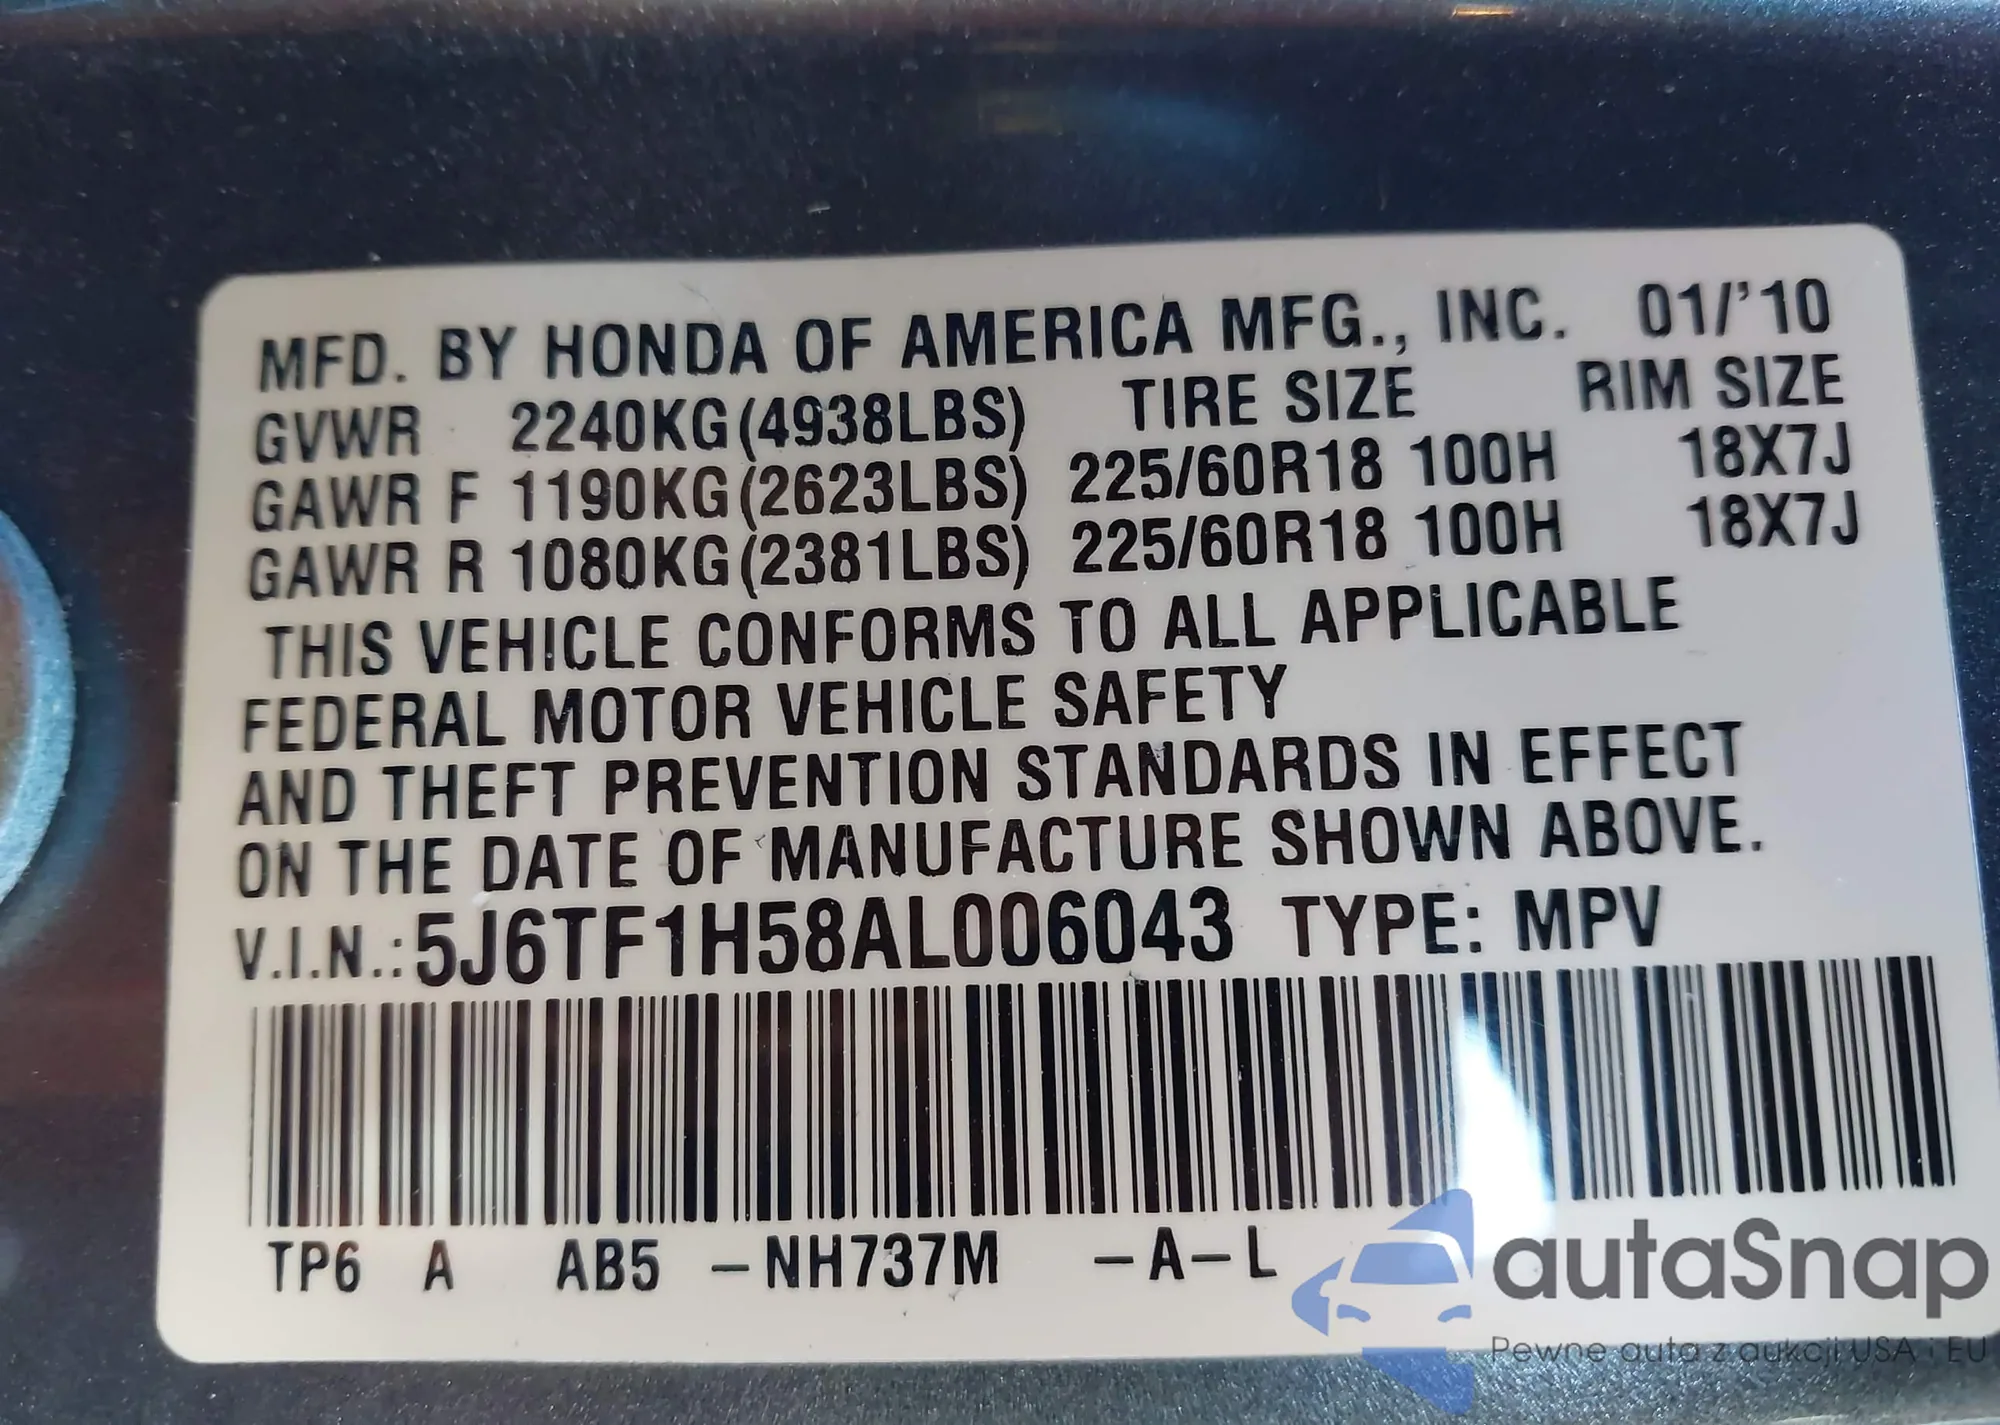 MFD. BY HONDA OF AMERICA MFG., INC. 01/'10
GVWR 2240KG(4938LBS) TIRE SIZE RIM SIZE
GAWR F 1190KG(2623LBS) 225/60R18 100H 18X7J
GAWR R 1080KG(2381LBS) 225/60R18 100H 18X7J
THIS VEHICLE CONFORMS TO ALL APPLICABLE
FEDERAL MOTOR VEHICLE SAFETY
AND THEFT PREVENTION STANDARDS IN EFFECT
ON THE DATE OF MANUFACTURE SHOWN ABOVE.
V.I.N.:5J6TF1H58AL006043 TYPE: MPV
TP6 A AB5 -NH737M -A-L
autaSnap
Pewne auta z aukcji USA i EU